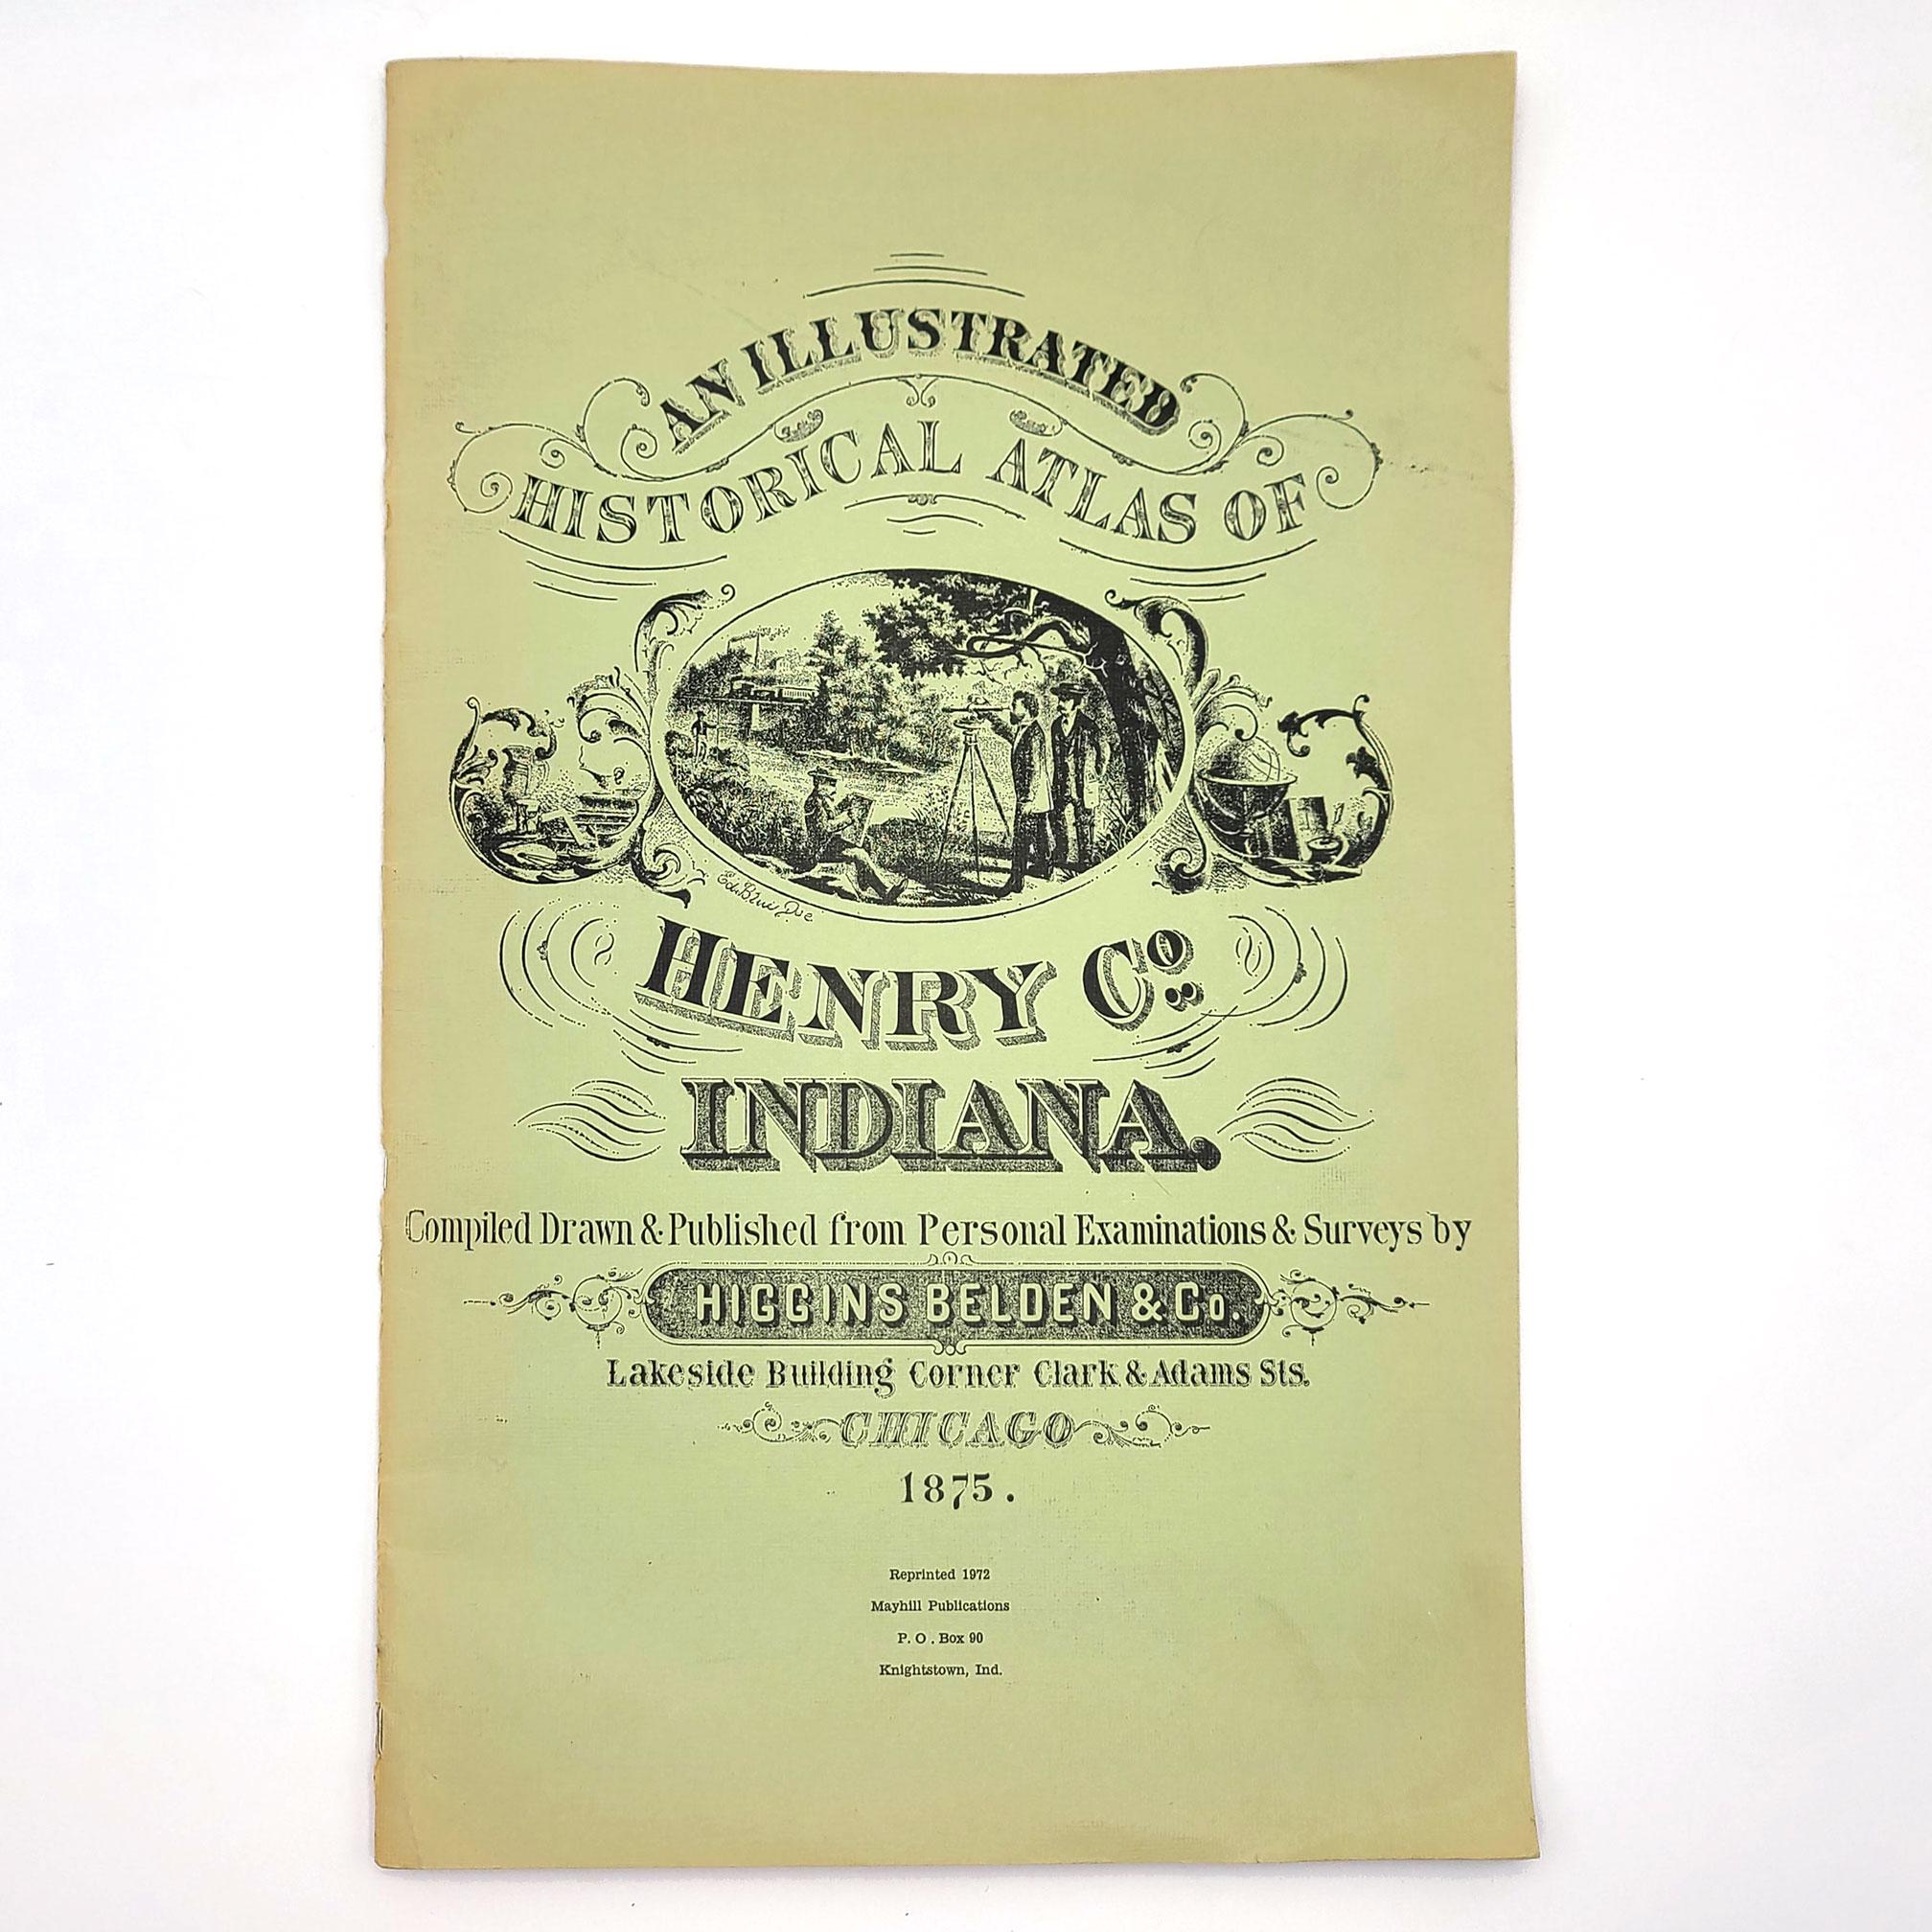 AN ILLUSTRATED
HISTORICAL ATLAS OF
HENRY Co.
INDIANA.
Compiled Drawn & Published from Personal Examinations & Surveys by
HIGGINS BELDEN & Co.
Lakeside Building Corner Clark & Adams Sts.
CHICAGO
1875.
Reprinted 1972
Mayhill Publications
P. O. Box 90
Knightstown, Ind.